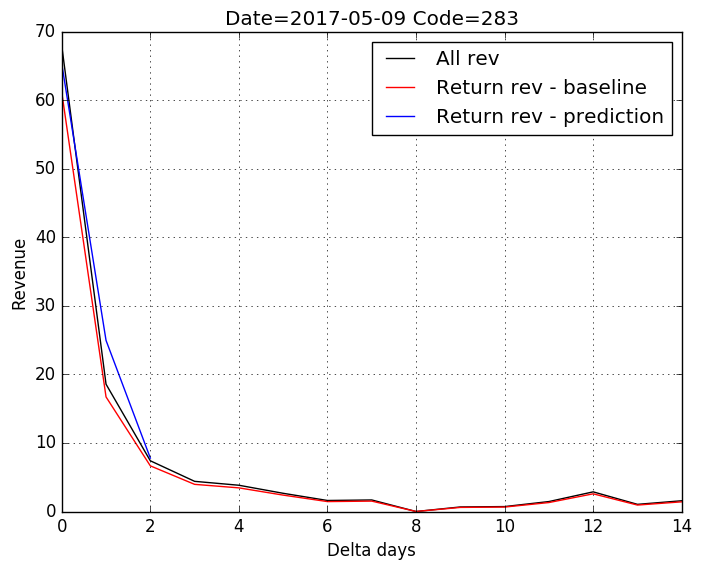 Date=2017-05-09 Code=283
70
60
50
40
30
20
10
0
Revenue
All rev
Return rev - baseline
Return rev - prediction
0 2 4 6 8 10 12 14
Delta days